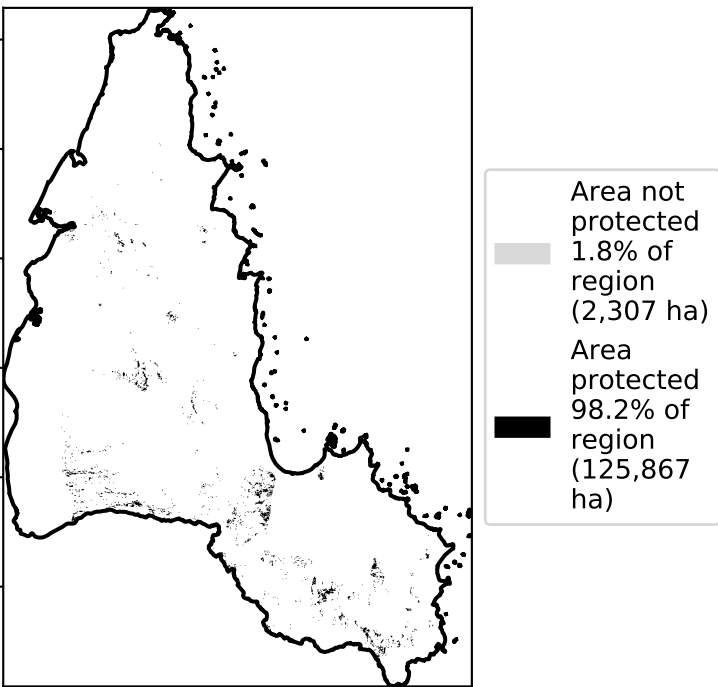 Area not
protected
1.8% of
region
(2,307 ha)
Area
protected
98.2% of
region
(125,867
ha)